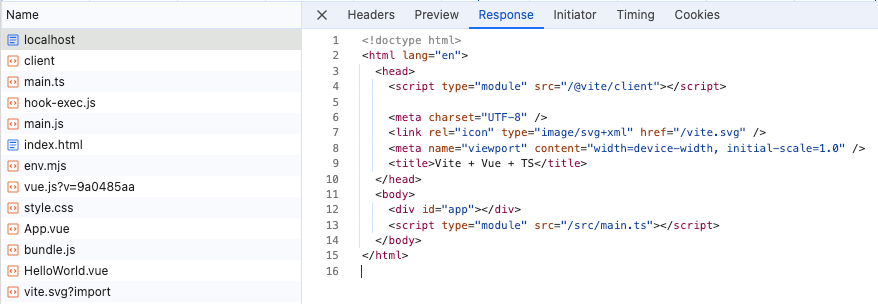 Name
localhost
client
main.ts
hook-exec.js
main.js
index.html
env.mjs
vue.js?v=9a0485aa
style.css
App.vue
bundle.js
HelloWorld.vue
vite.svg?import
Headers Preview Response Initiator Timing Cookies
1 <!doctype html>
2 <html lang="en">
3 <head>
4 <script type="module" src="/@vite/client"></script>
5
6 <meta charset="UTF-8" />
7 <link rel="icon" type="image/svg+xml" href="/vite.svg" />
8 <meta name="viewport" content="width=device-width, initial-scale=1.0" />
9 <title>Vite + Vue + TS</title>
10 </head>
11 <body>
12 <div id="app"></div>
13 <script type="module" src="/src/main.ts"></script>
14 </body>
15 </html>
16